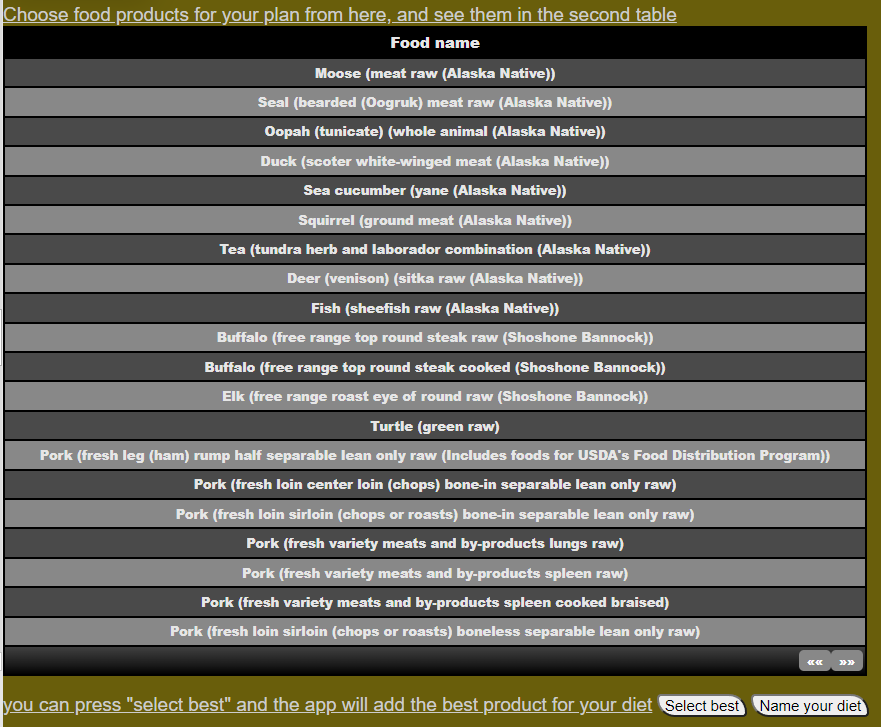 Choose food products for your plan from here, and see them in the second table
Food name
Moose (meat raw (Alaska Native))
Seal (bearded (Oogruk) meat raw (Alaska Native))
Oopah (tunicate) (whole animal (Alaska Native))
Duck (scoter white-winged meat (Alaska Native))
Sea cucumber (yane (Alaska Native))
Squirrel (ground meat (Alaska Native))
Tea (tundra herb and laborador combination (Alaska Native))
Deer (venison) (sitka raw (Alaska Native))
Fish (sheefish raw (Alaska Native))
Buffalo (free range top round steak raw (Shoshone Bannock))
Buffalo (free range top round steak cooked (Shoshone Bannock))
Elk (free range roast eye of round raw (Shoshone Bannock))
Turtle (green raw)
Pork (fresh leg (ham) rump half separable lean only raw (Includes foods for USDA's Food Distribution Program))
Pork (fresh loin center loin (chops) bone-in separable lean only raw)
Pork (fresh loin sirloin (chops or roasts) bone-in separable lean only raw)
Pork (fresh variety meats and by-products lungs raw)
Pork (fresh variety meats and by-products spleen raw)
Pork (fresh variety meats and by-products spleen cooked braised)
Pork (fresh loin sirloin (chops or roasts) boneless separable lean only raw)
«« »»
you can press "select best" and the app will add the best product for your diet Select best Name your diet